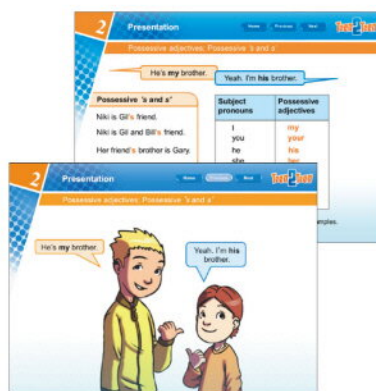 2
Presentation
Home
Previous
Next
Teen2Teen
Possessive adjectives: Possessive 's and s'
He's my brother.
Yeah. I'm his brother.
Possessive 's and s'
Niki is Gil's friend.
Niki is Gil and Bill's friend.
Her friend's brother is Gary.
Subject pronouns
Possessive adjectives
I my
you your
he his
she her
2
Presentation
Home
Previous
Next
Teen2Teen
Possessive adjectives: Possessive 's and s'
He's my brother.
Yeah. I'm his
brother.